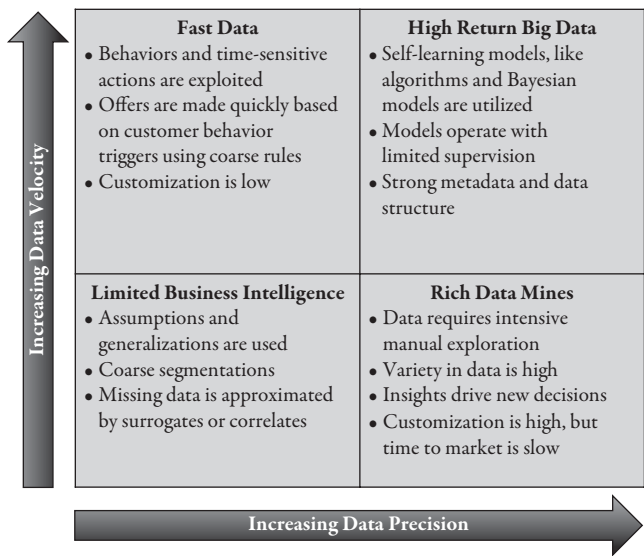 Fast Data
• Behaviors and time-sensitive
actions are exploited
• Offers are made quickly based
on customer behavior
triggers using coarse rules
• Customization is low
High Return Big Data
• Self-learning models, like
algorithms and Bayesian
models are utilized
• Models operate with
limited supervision
• Strong metadata and data
structure
Increasing Data Velocity
Limited Business Intelligence
• Assumptions and
generalizations are used
• Coarse segmentations
• Missing data is approximated
by surrogates or correlates
Rich Data Mines
• Data requires intensive
manual exploration
• Variety in data is high
• Insights drive new decisions
• Customization is high, but
time to market is slow
Increasing Data Precision